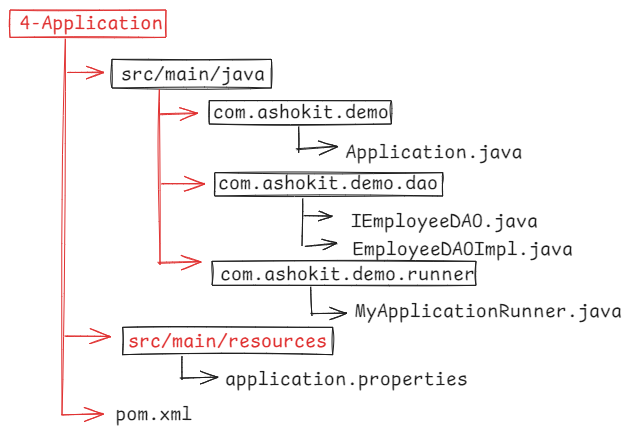 4-Application
src/main/java
com.ashokit.demo
Application.java
com.ashokit.demo.dao
IEmployeeDAO.java
EmployeeDAOImpl.java
com.ashokit.demo.runner
MyApplicationRunner.java
src/main/resources
application.properties
pom.xml